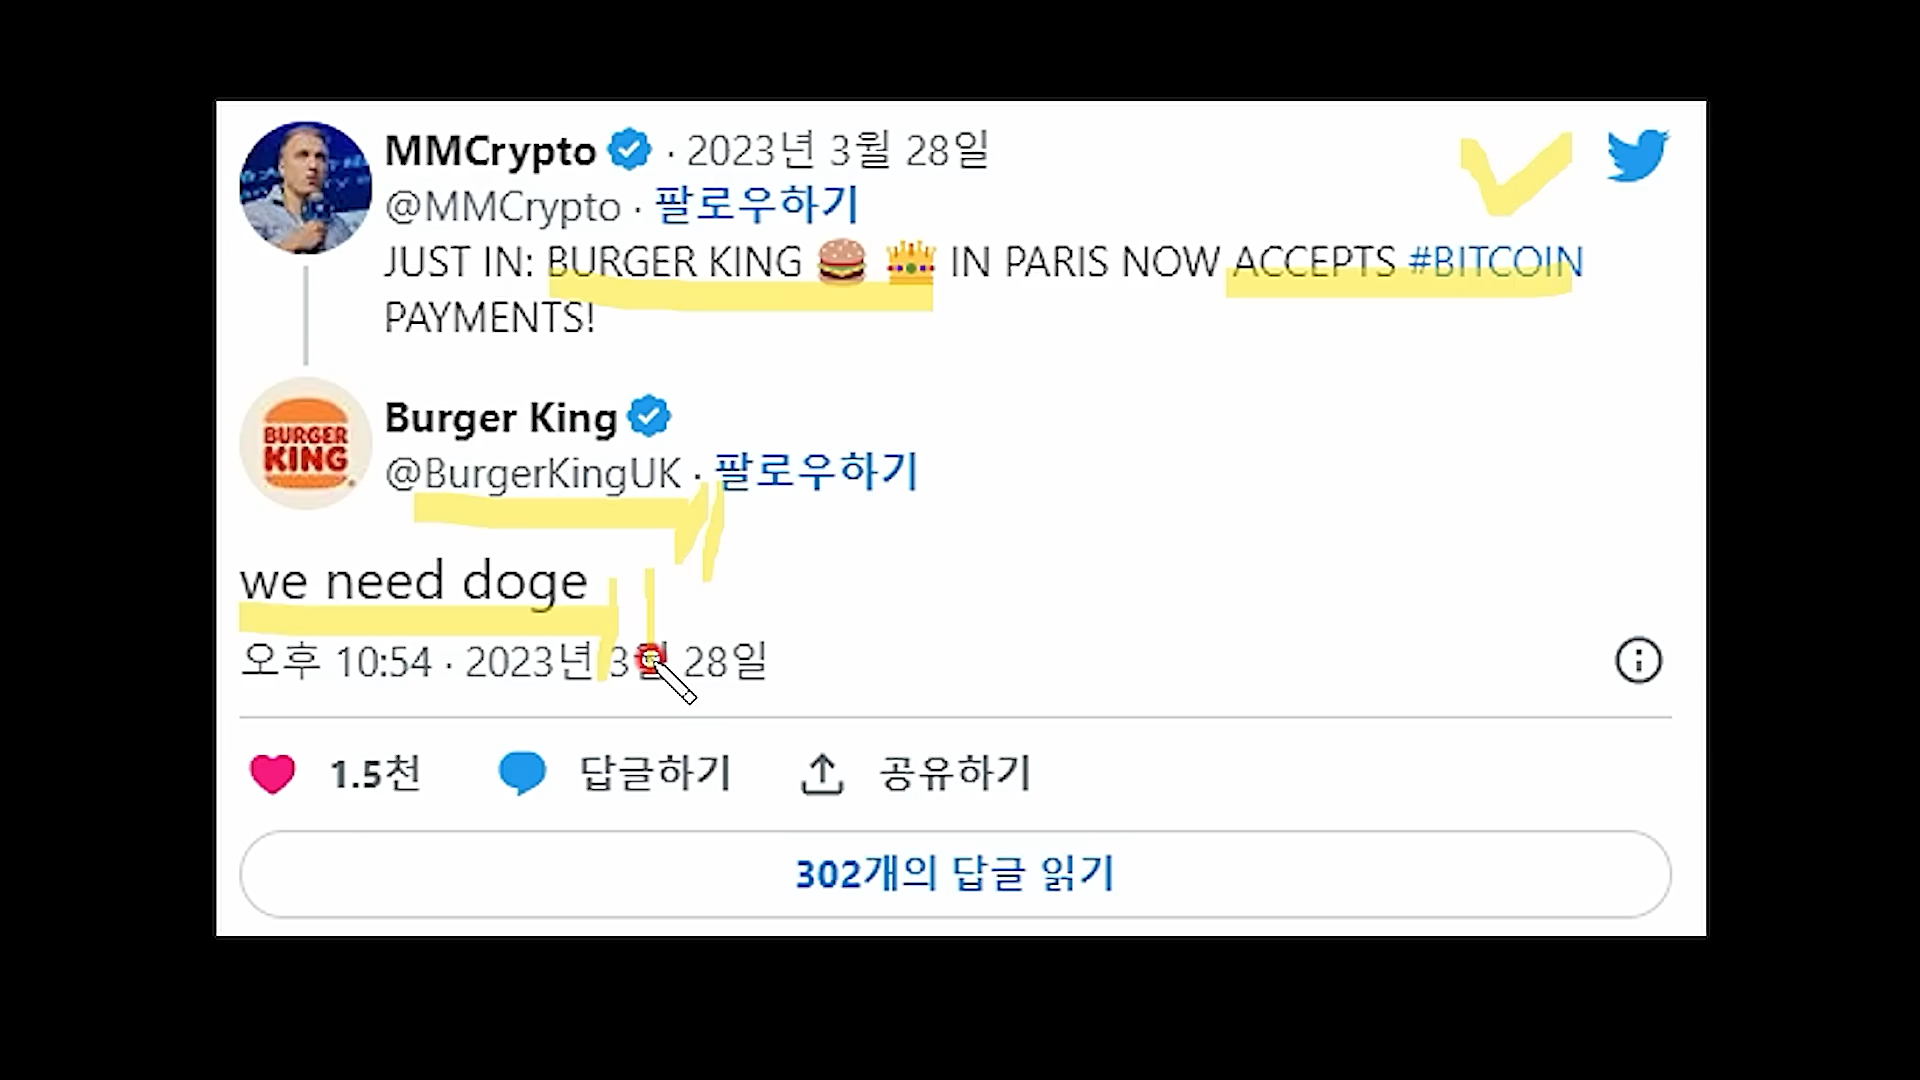 MMCrypto · 2023년 3월 28일
@MMCrypto · 팔로우하기
JUST IN: BURGER KING 🍔 👑 IN PARIS NOW ACCEPTS #BITCOIN
PAYMENTS!
BURGER
KING
Burger King
@BurgerKingUK · 팔로우하기
we need doge
오후 10:54 · 2023년 3월 28일
1.5천 답글하기 공유하기
302개의 답글 읽기